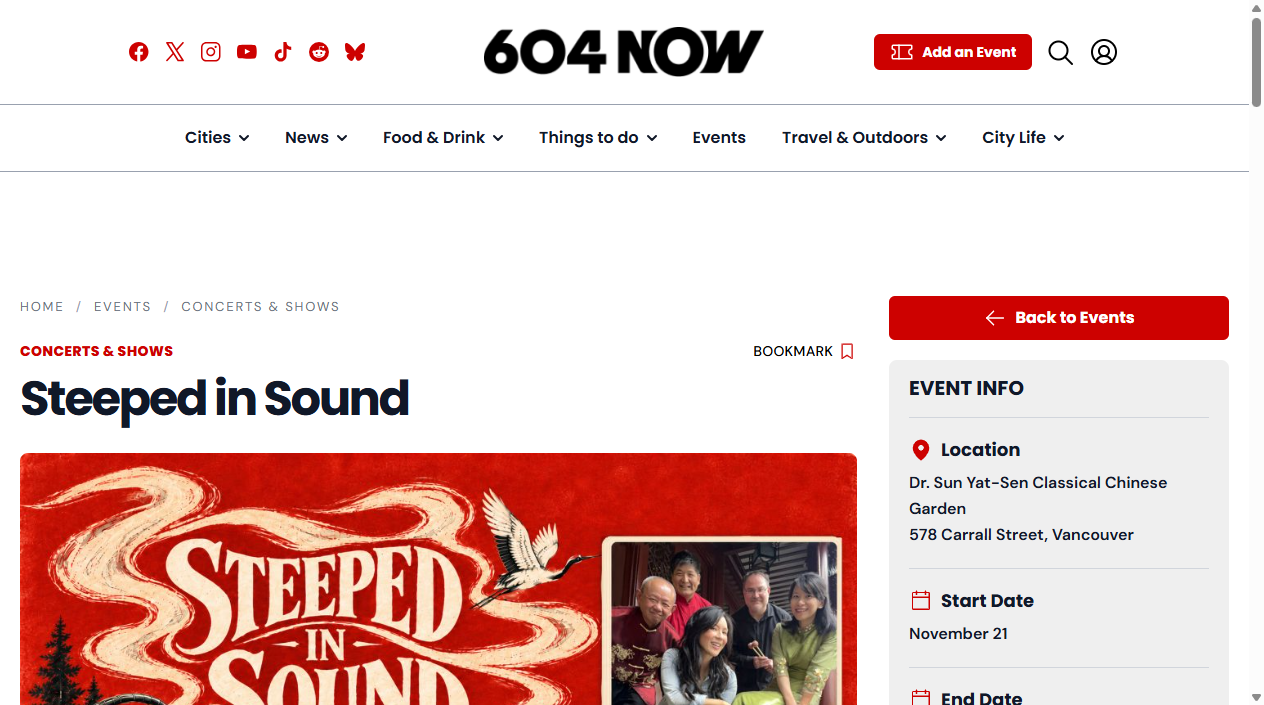 604 NOW
Add an Event
Cities
News
Food & Drink
Things to do
Events
Travel & Outdoors
City Life
HOME / EVENTS / CONCERTS & SHOWS
CONCERTS & SHOWS
BOOKMARK
Steeped in Sound
STEEPED
IN
SOUND
Back to Events
EVENT INFO
Location
Dr. Sun Yat-Sen Classical Chinese
Garden
578 Carrall Street, Vancouver
Start Date
November 21
End Date